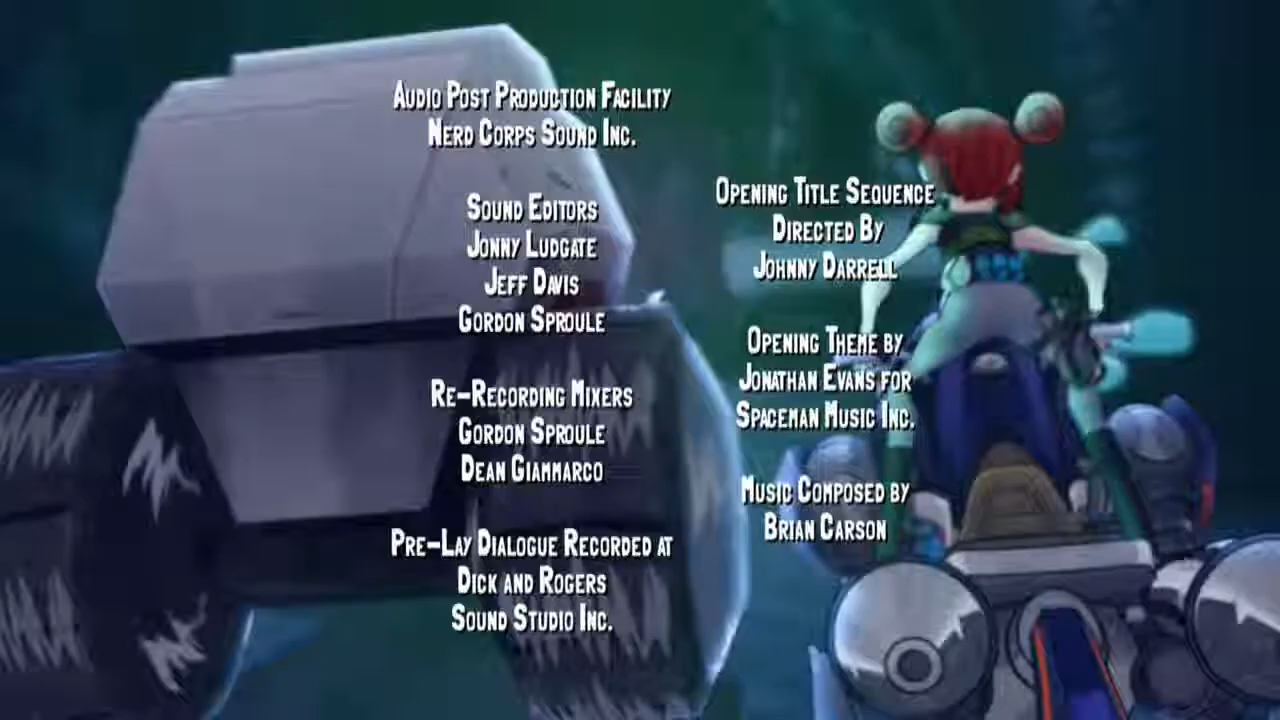 Audio Post Production Facility
Nerd Corps Sound Inc.
Sound Editors
Jonny Ludgate
Jeff Davis
Gordon Sproule
Re-Recording Mixers
Gordon Sproule
Dean Giammarco
Pre-Lay Dialogue Recorded at
Dick and Rogers
Sound Studio Inc.
Opening Title Sequence
Directed By
Johnny Darrell
Opening Theme by
Jonathan Evans for
Spaceman Music Inc.
Music Composed by
Brian Carson